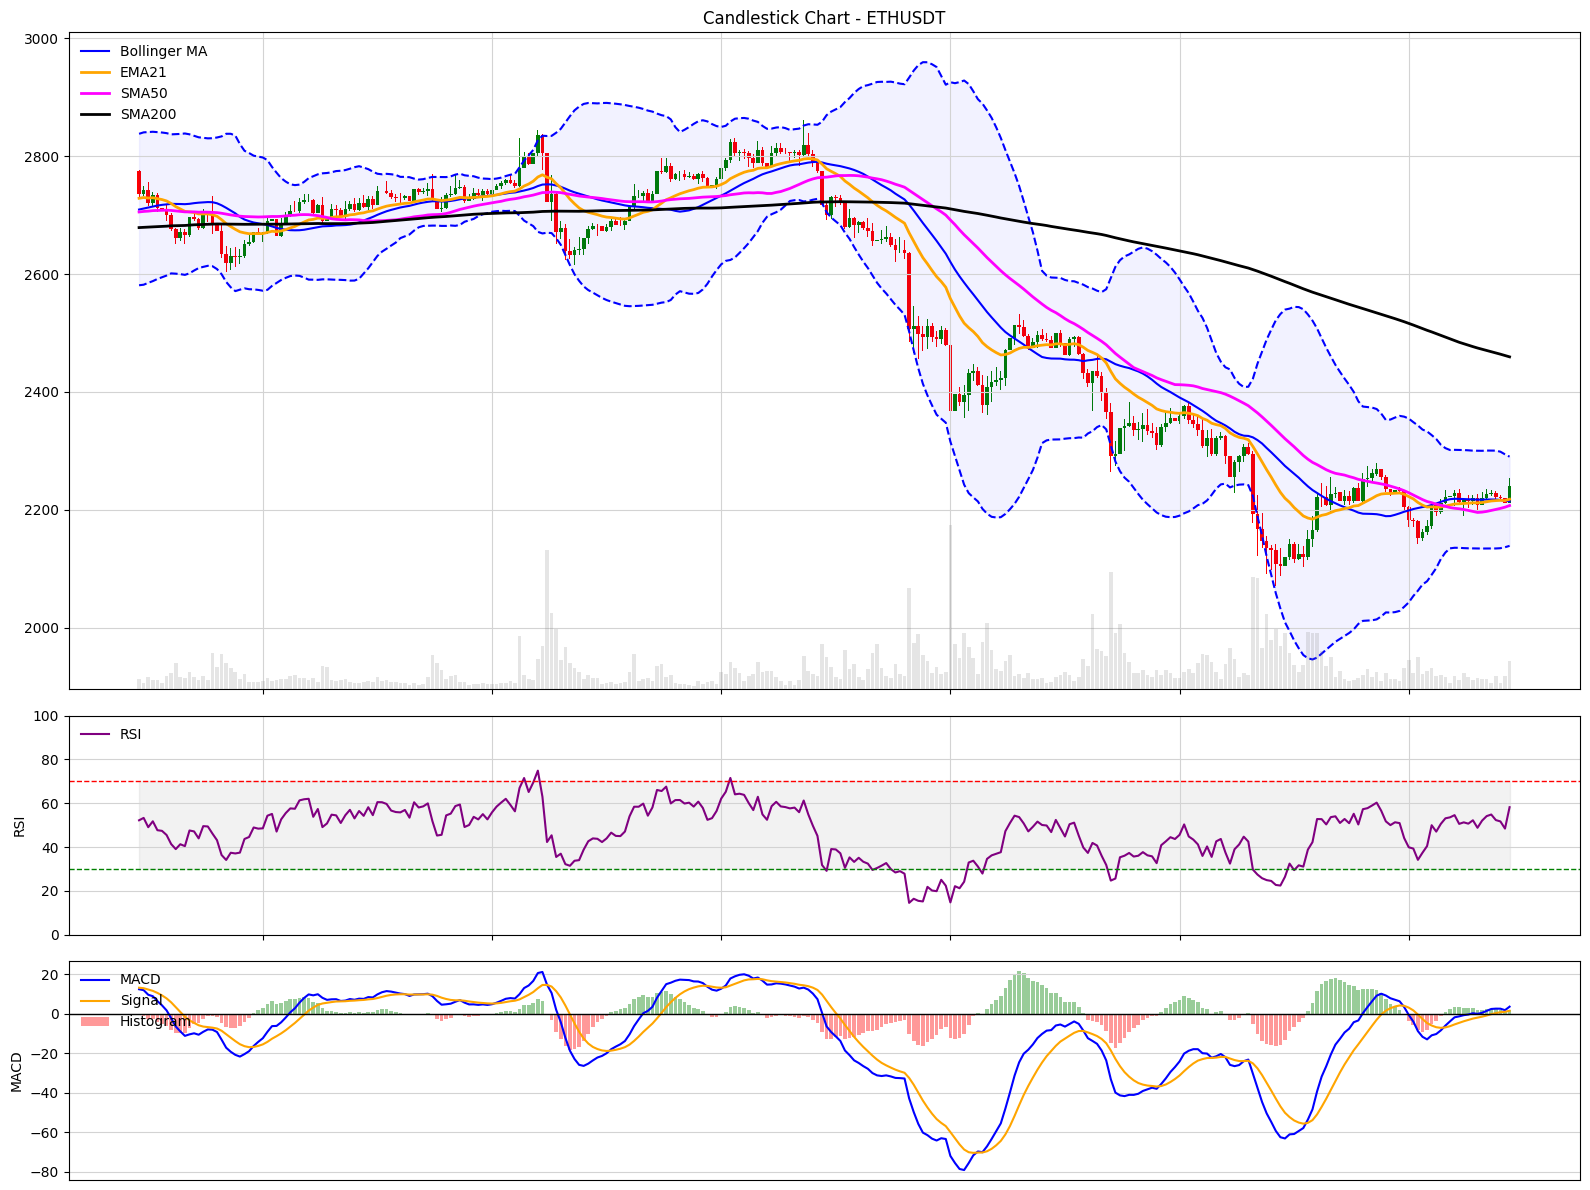 Candlestick Chart - ETHUSDT
3000
2800
2600
2400
2200
2000
Bollinger MA
EMA21
SMA50
SMA200
100
80
60
40
20
0
RSI
RSI
20
0
−20
−40
−60
−80
MACD
MACD
Signal
Histogram